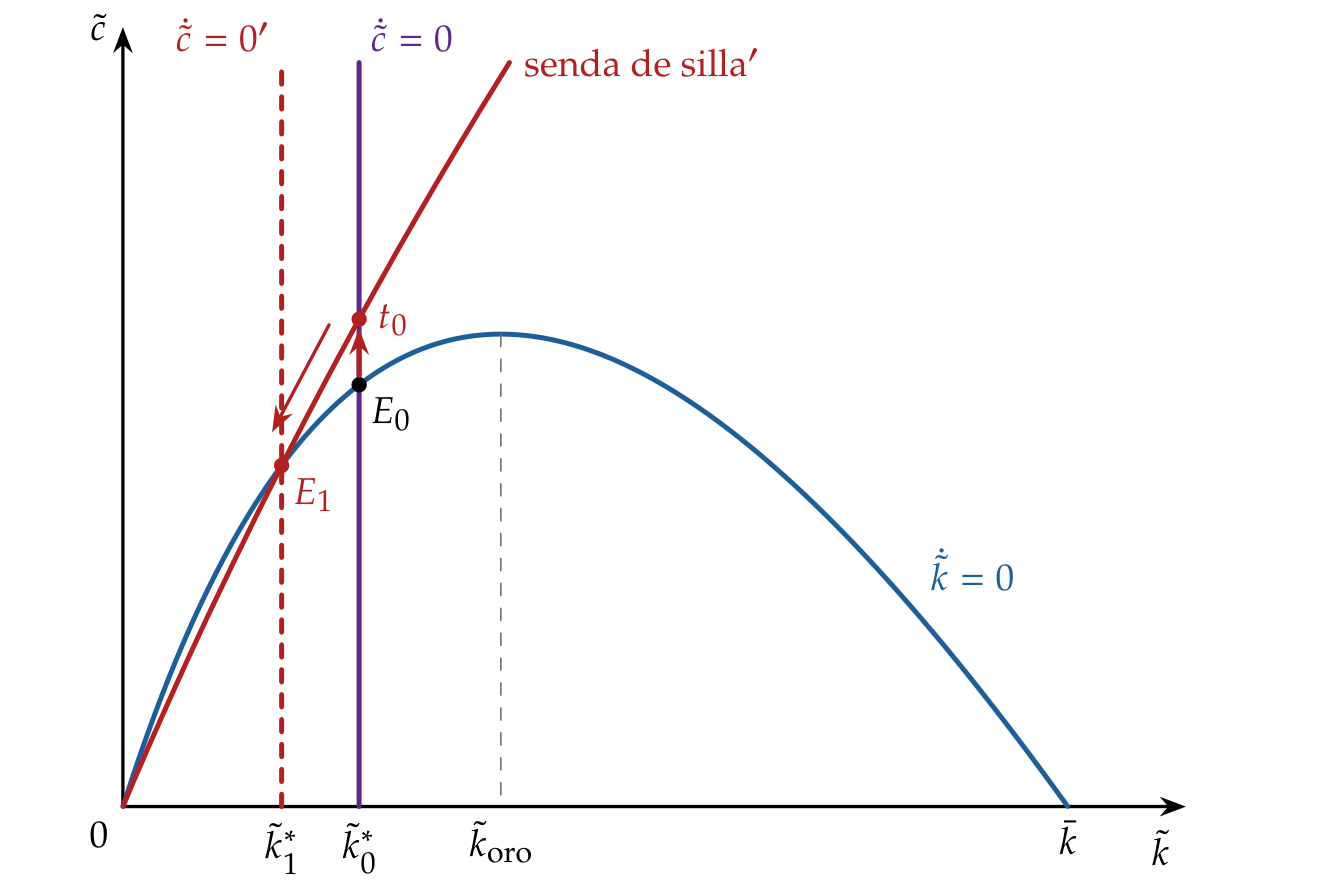 c̃
ċ̃ = 0′
ċ̃ = 0
senda de silla′
t₀
E₀
E₁
k̇̃ = 0
0
k̃₁*
k̃₀*
k̃oro
k̄
k̃